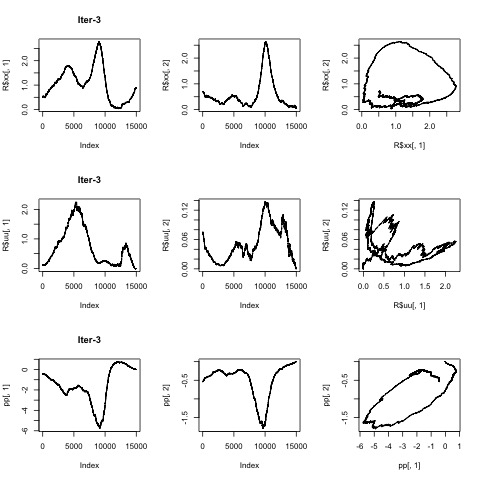 Iter-3
R$xx[, 1]
0.0 1.0 2.0
0 5000 10000 15000
Index
R$xx[, 2]
0.0 1.0 2.0
0 5000 10000 15000
Index
R$xx[, 2]
0.0 1.0 2.0
0.0 1.0 2.0
R$xx[, 1]
Iter-3
R$uu[, 1]
0.0 1.0 2.0
0 5000 10000 15000
Index
R$uu[, 2]
0.00 0.06 0.12
0 5000 10000 15000
Index
R$uu[, 2]
0.00 0.06 0.12
0.0 0.5 1.0 1.5 2.0
R$uu[, 1]
Iter-3
pp[, 1]
-6 -4 -2 0
0 5000 10000 15000
Index
pp[, 2]
-1.5 -0.5
0 5000 10000 15000
Index
pp[, 2]
-1.5 -0.5
-6 -5 -4 -3 -2 -1 0 1
pp[, 1]